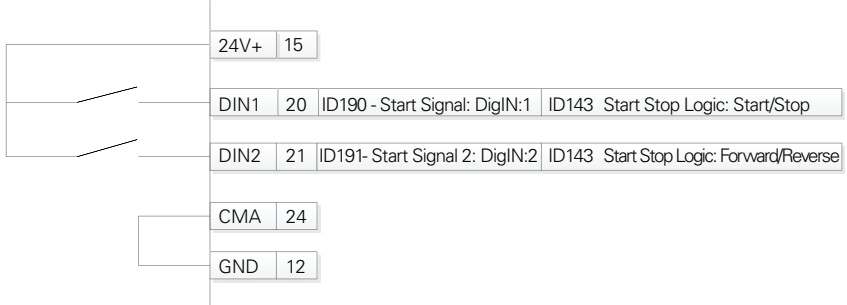 24V+ 15
DIN1 20 ID190 - Start Signal: DigIN:1 ID143 Start Stop Logic: Start/Stop
DIN2 21 ID191- Start Signal 2: DigIN:2 ID143 Start Stop Logic: Forward/Reverse
CMA 24
GND 12